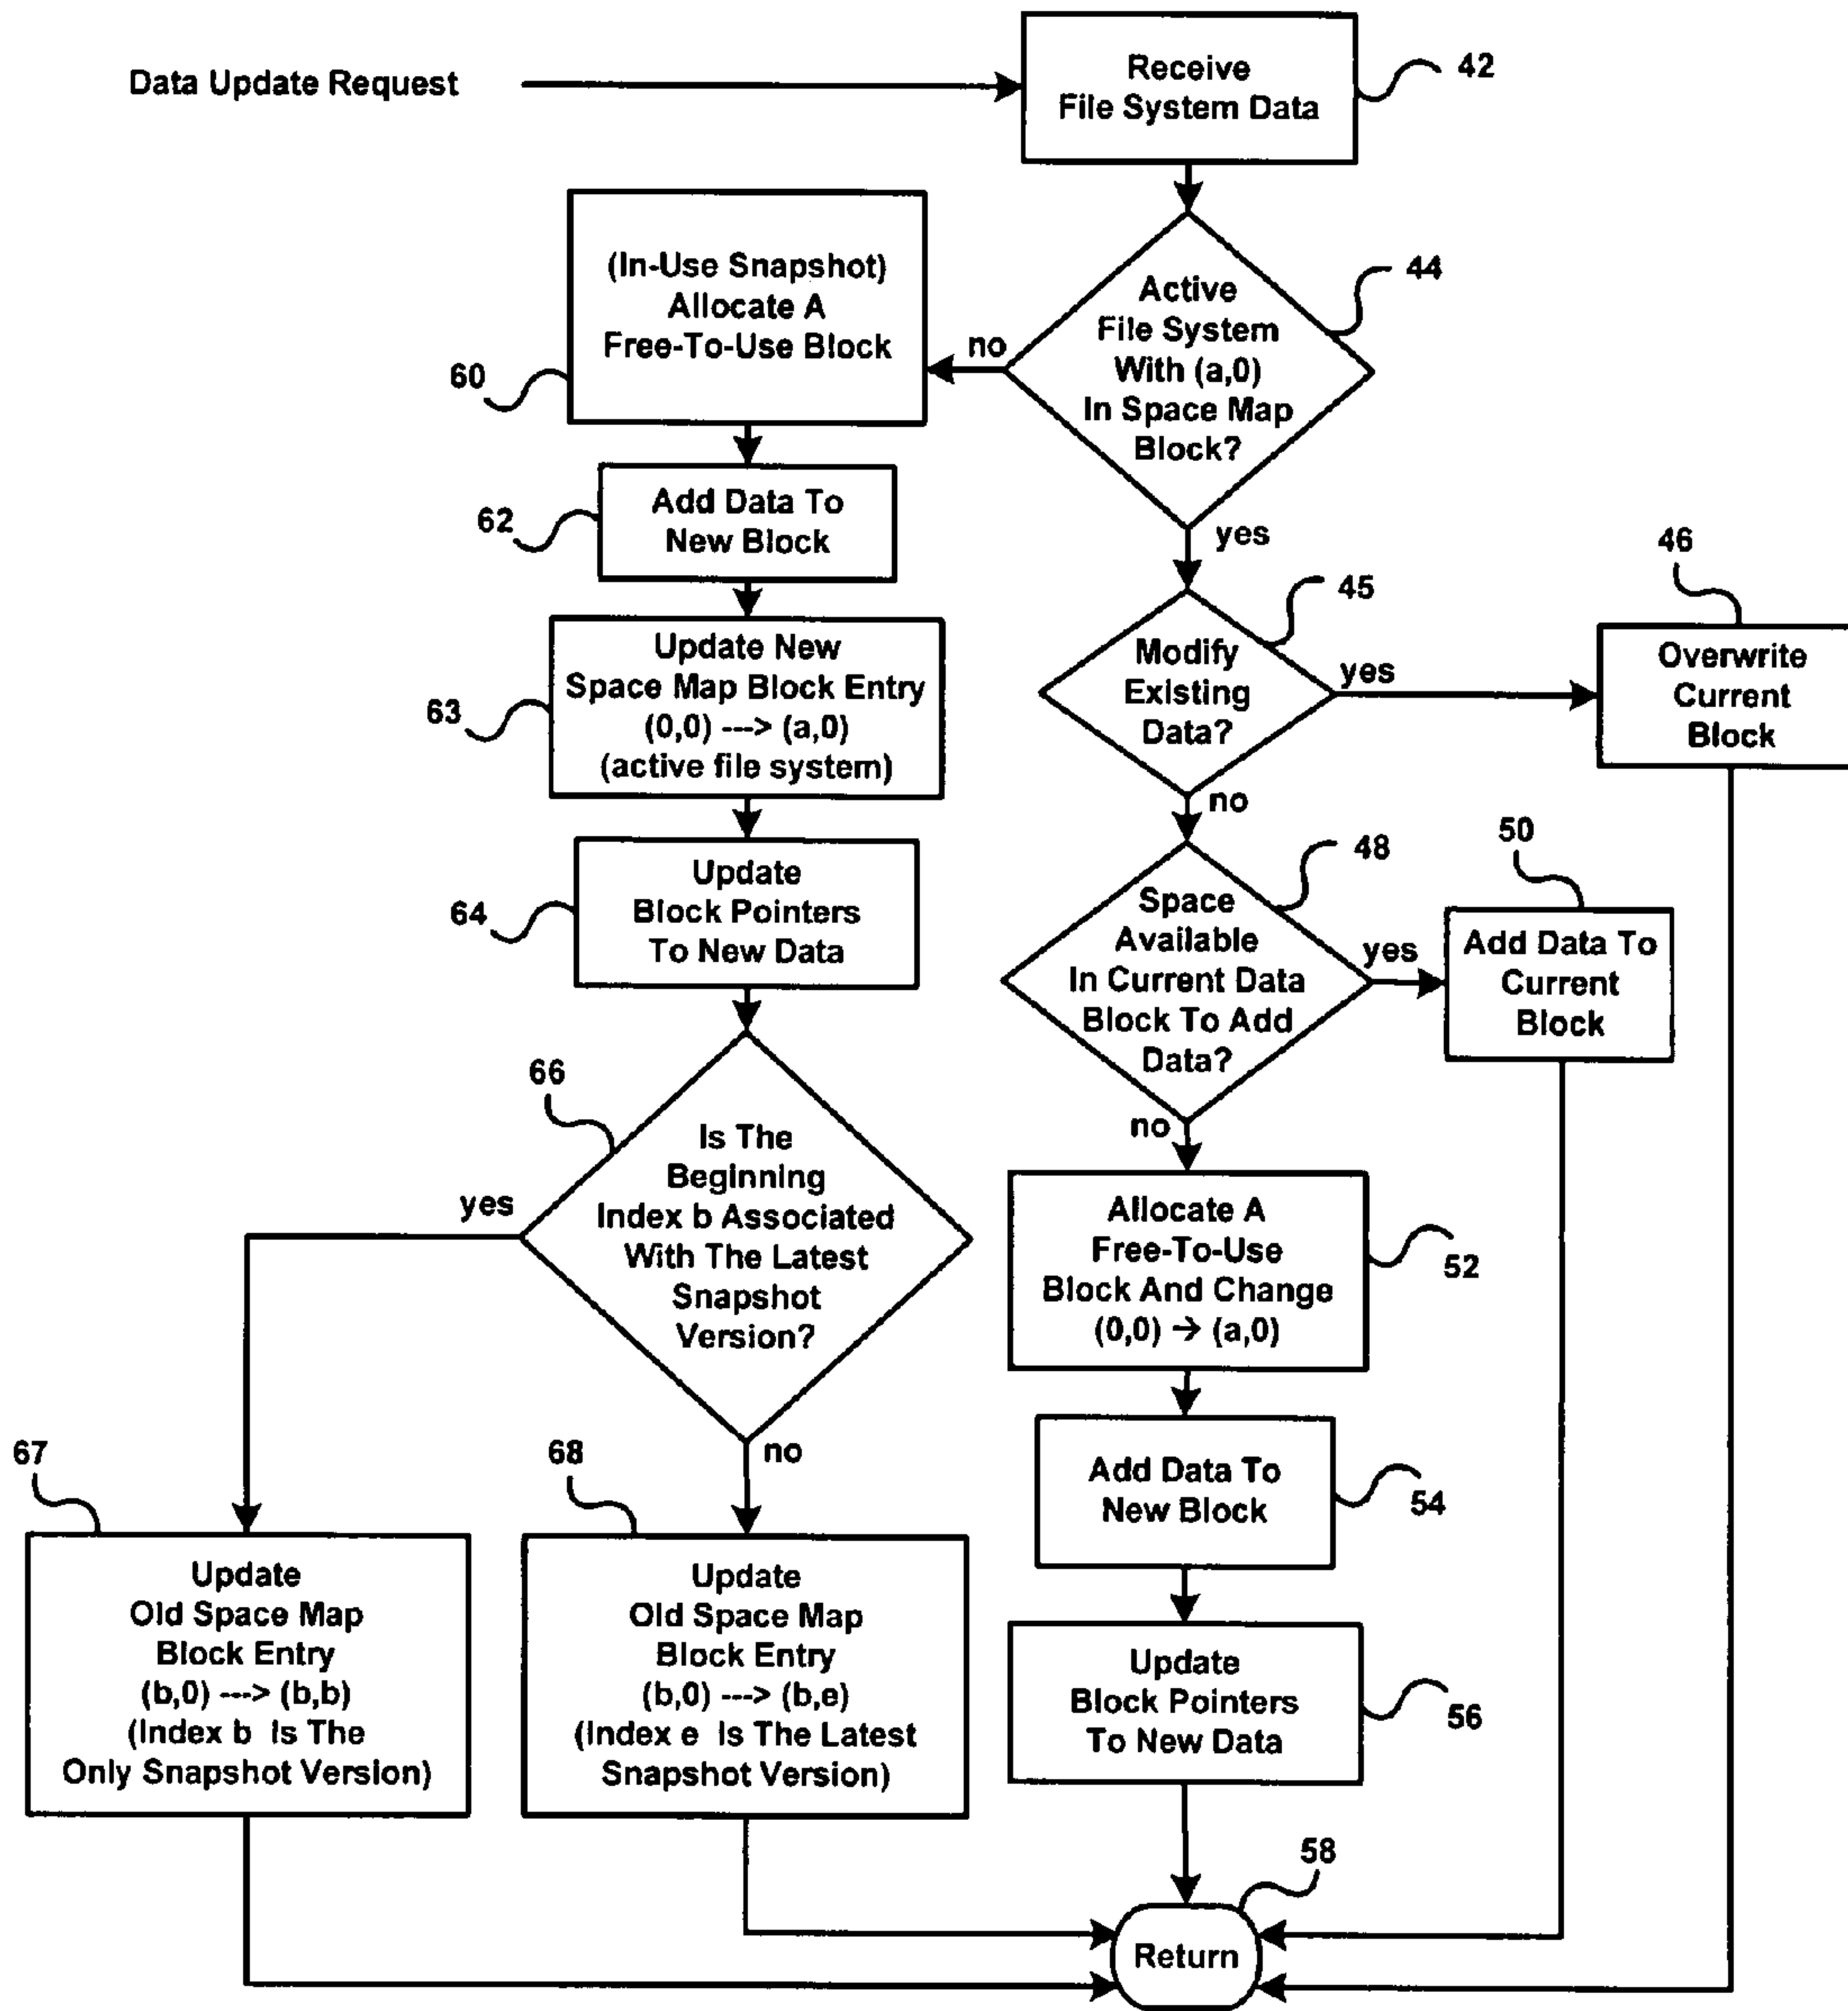 Data Update Request
Receive
File System Data
42
Active
File System
With (a,0)
In Space Map
Block?
44
no
yes
(In-Use Snapshot)
Allocate A
Free-To-Use Block
60
Add Data To
New Block
62
Update New
Space Map Block Entry
(0,0) ---> (a,0)
(active file system)
63
Update
Block Pointers
To New Data
64
Is The
Beginning
Index b Associated
With The Latest
Snapshot
Version?
66
yes
no
67
Update
Old Space Map
Block Entry
(b,0) ---> (b,b)
(Index b Is The
Only Snapshot Version)
68
Update
Old Space Map
Block Entry
(b,0) ---> (b,e)
(Index e Is The Latest
Snapshot Version)
Modify
Existing
Data?
45
yes
no
46
Overwrite
Current
Block
Space
Available
In Current Data
Block To Add
Data?
48
yes
no
50
Add Data To
Current
Block
Allocate A
Free-To-Use
Block And Change
(0,0) → (a,0)
52
Add Data To
New Block
54
Update
Block Pointers
To New Data
56
58
Return